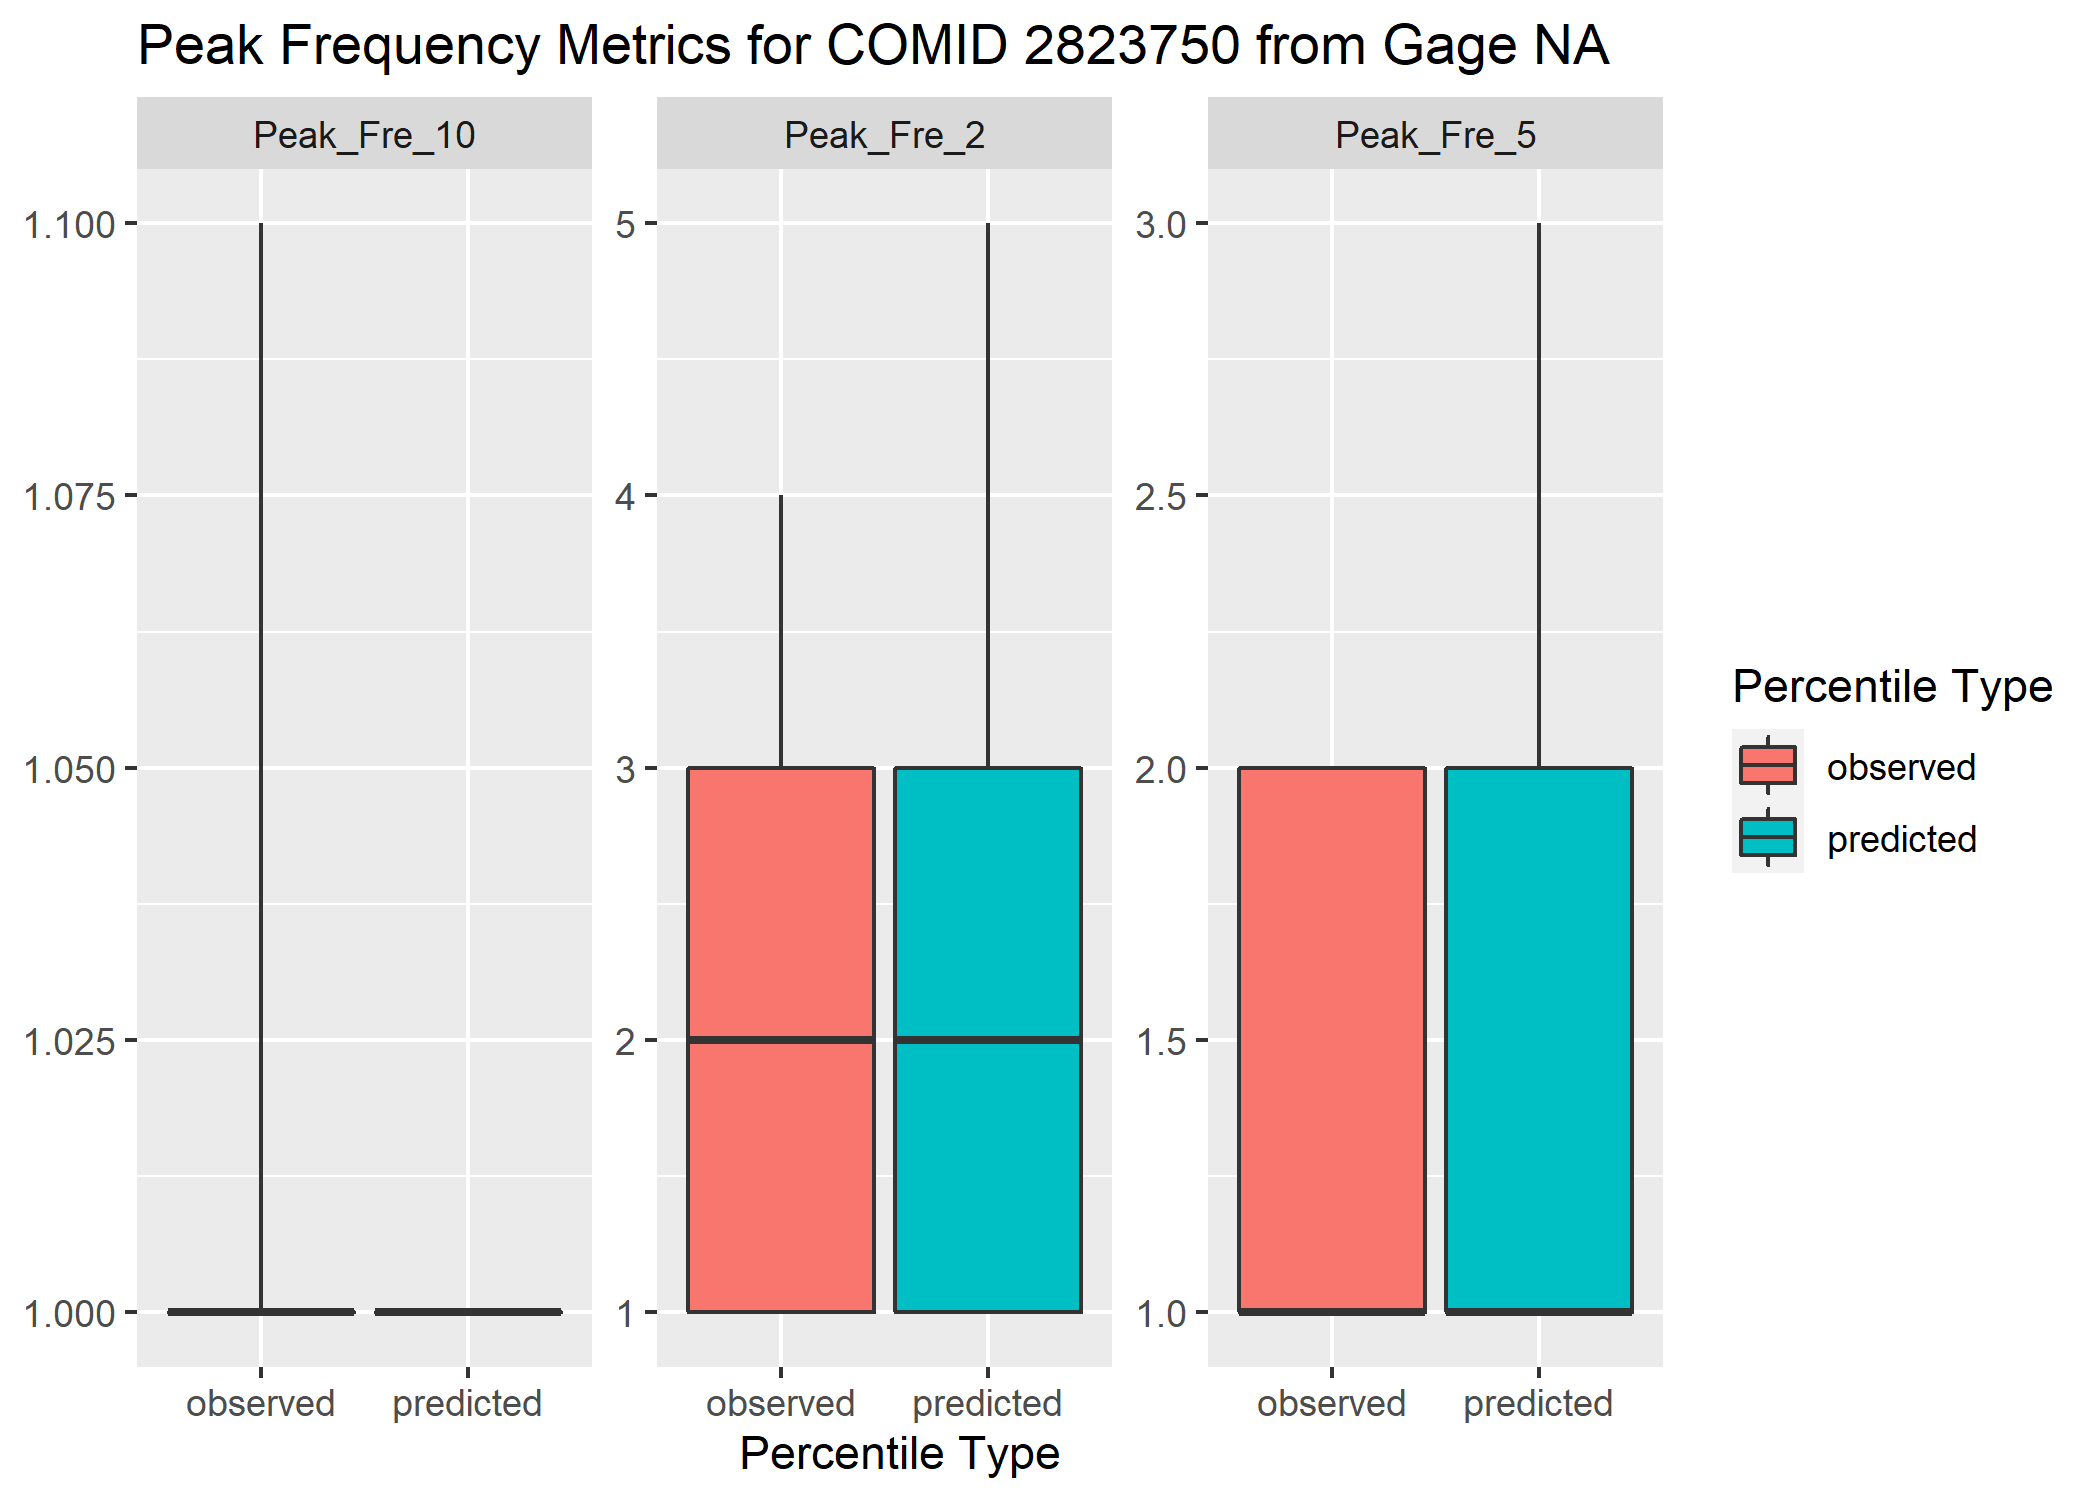 Peak Frequency Metrics for COMID 2823750 from Gage NA
Peak_Fre_10 Peak_Fre_2 Peak_Fre_5
1.100 5 3.0
1.075 4 2.5
1.050 3 2.0
1.025 2 1.5
1.000 1 1.0
observed predicted observed predicted observed predicted
Percentile Type
Percentile Type
observed
predicted